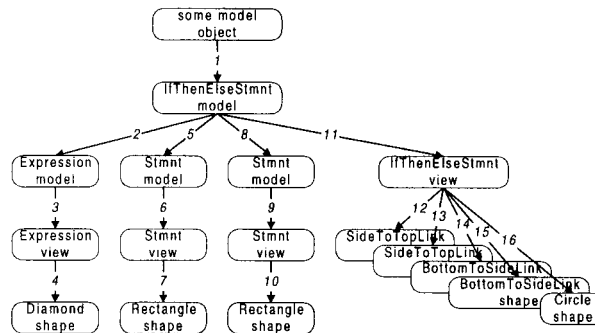 some model
object
1
IfThenElseStmnt
model
2
5
8
11
Expression
model
Stmnt
model
Stmnt
model
IfThenElseStmnt
view
3
6
9
12
13
14
15
16
Expression
view
Stmnt
view
Stmnt
view
SideToTopLink
SideToTopLink
BottomToSideLink
BottomToSideLink
shape
Circle
shape
4
7
10
Diamond
shape
Rectangle
shape
Rectangle
shape